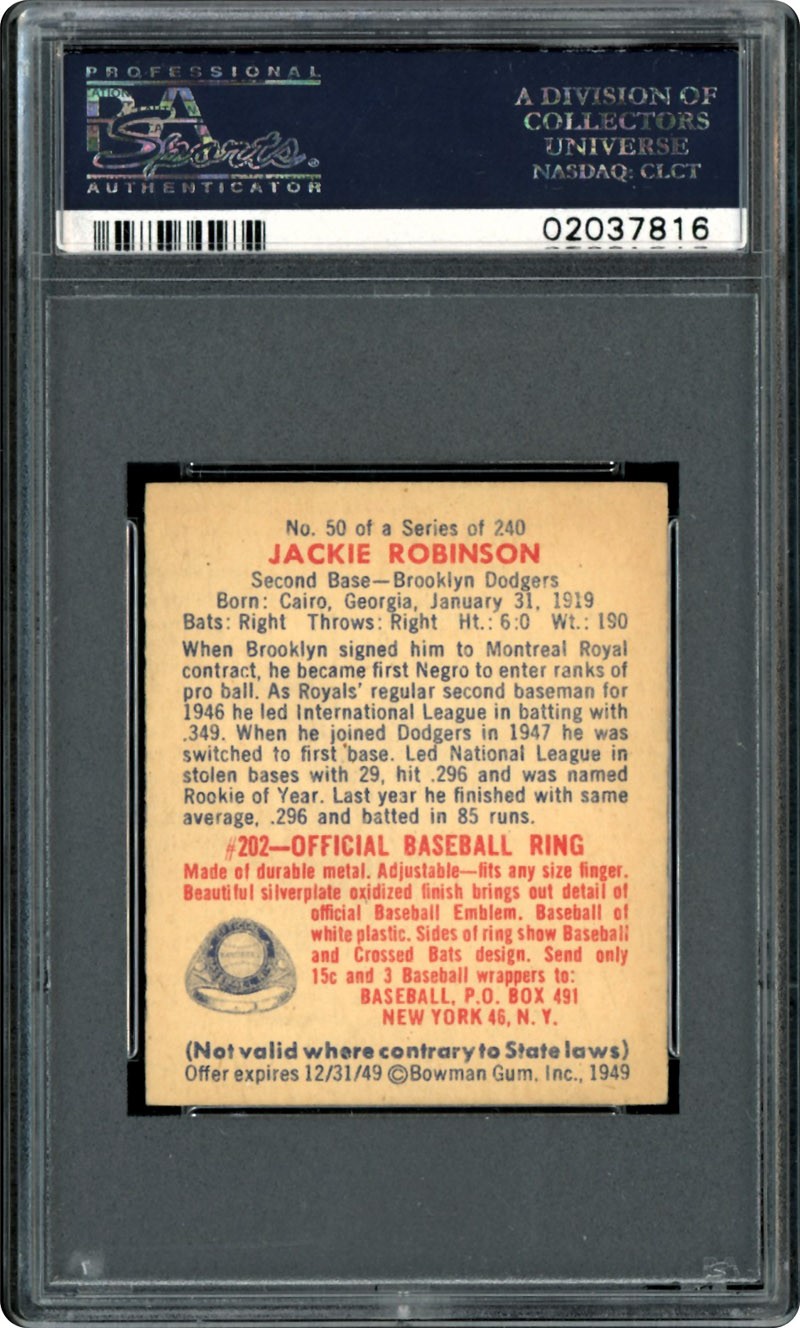 PROFESSIONAL
PSA
Sports®
AUTHENTICATOR
A DIVISION OF
COLLECTORS
UNIVERSE
NASDAQ: CLCT
02037816
No. 50 of a Series of 240
JACKIE ROBINSON
Second Base—Brooklyn Dodgers
Born: Cairo, Georgia, January 31, 1919
Bats: Right Throws: Right Ht.: 6:0 Wt.: 190
When Brooklyn signed him to Montreal Royal
contract, he became first Negro to enter ranks of
pro ball. As Royals' regular second baseman for
1946 he led International League in batting with
.349. When he joined Dodgers in 1947 he was
switched to first base. Led National League in
stolen bases with 29, hit .296 and was named
Rookie of Year. Last year he finished with same
average, .296 and batted in 85 runs.
#202—OFFICIAL BASEBALL RING
Made of durable metal. Adjustable—fits any size finger.
Beautiful silverplate oxidized finish brings out detail of
official Baseball Emblem. Baseball of
white plastic. Sides of ring show Baseball
and Crossed Bats design. Send only
15c and 3 Baseball wrappers to:
BASEBALL, P.O. BOX 491
NEW YORK 46, N. Y.
(Not valid where contrary to State laws)
Offer expires 12/31/49 ©Bowman Gum, Inc., 1949